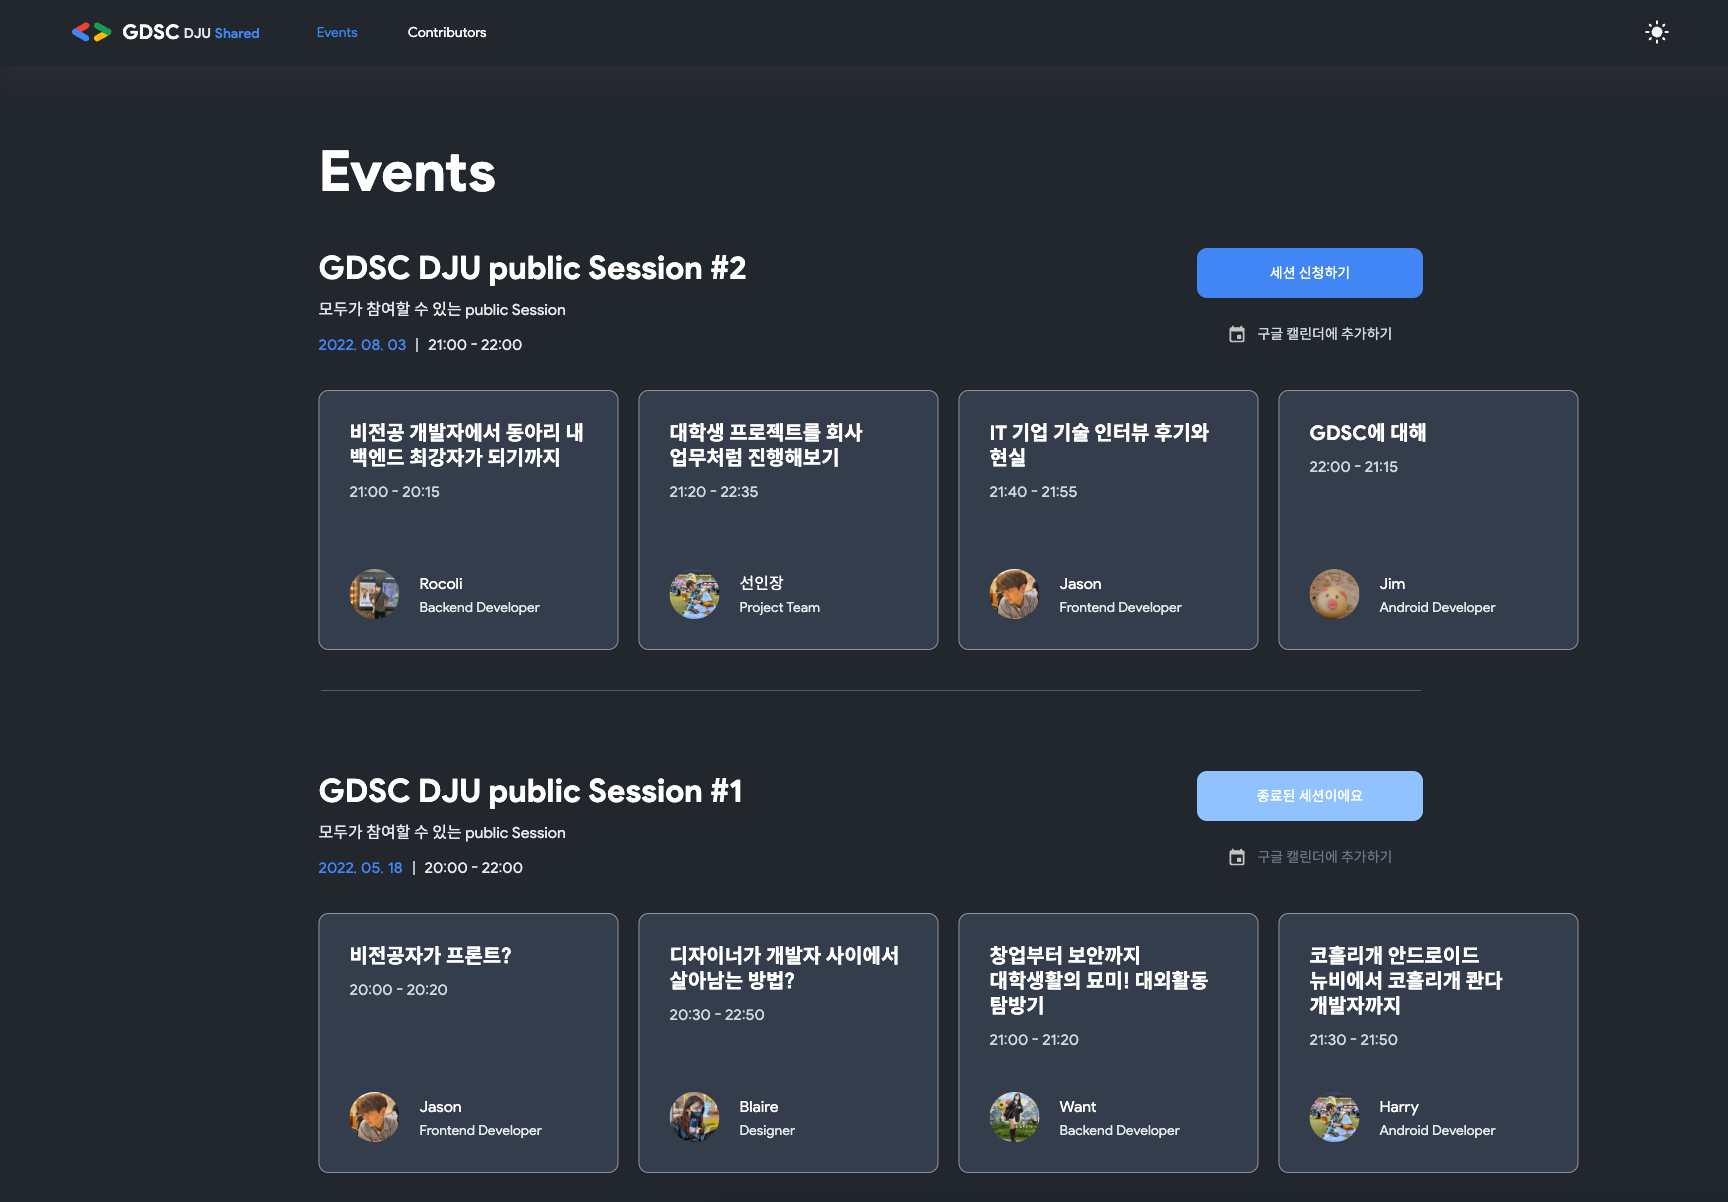 GDSC DJU Shared
Events
Contributors
Events
GDSC DJU public Session #2
모두가 참여할 수 있는 public Session
2022. 08. 03 | 21:00 - 22:00
세션 신청하기
구글 캘린더에 추가하기
비전공 개발자에서 동아리 내
백엔드 최강자가 되기까지
21:00 - 20:15
Rocoli
Backend Developer
대학생 프로젝트를 회사
업무처럼 진행해보기
21:20 - 22:35
선인장
Project Team
IT 기업 기술 인터뷰 후기와
현실
21:40 - 21:55
Jason
Frontend Developer
GDSC에 대해
22:00 - 21:15
Jim
Android Developer
GDSC DJU public Session #1
모두가 참여할 수 있는 public Session
2022. 05. 18 | 20:00 - 22:00
종료된 세션이에요
구글 캘린더에 추가하기
비전공자가 프론트?
20:00 - 20:20
Jason
Frontend Developer
디자이너가 개발자 사이에서
살아남는 방법?
20:30 - 22:50
Blaire
Designer
창업부터 보안까지
대학생활의 묘미! 대외활동
탐방기
21:00 - 21:20
Want
Backend Developer
코흘리개 안드로이드
뉴비에서 코흘리개 콴다
개발자까지
21:30 - 21:50
Harry
Android Developer